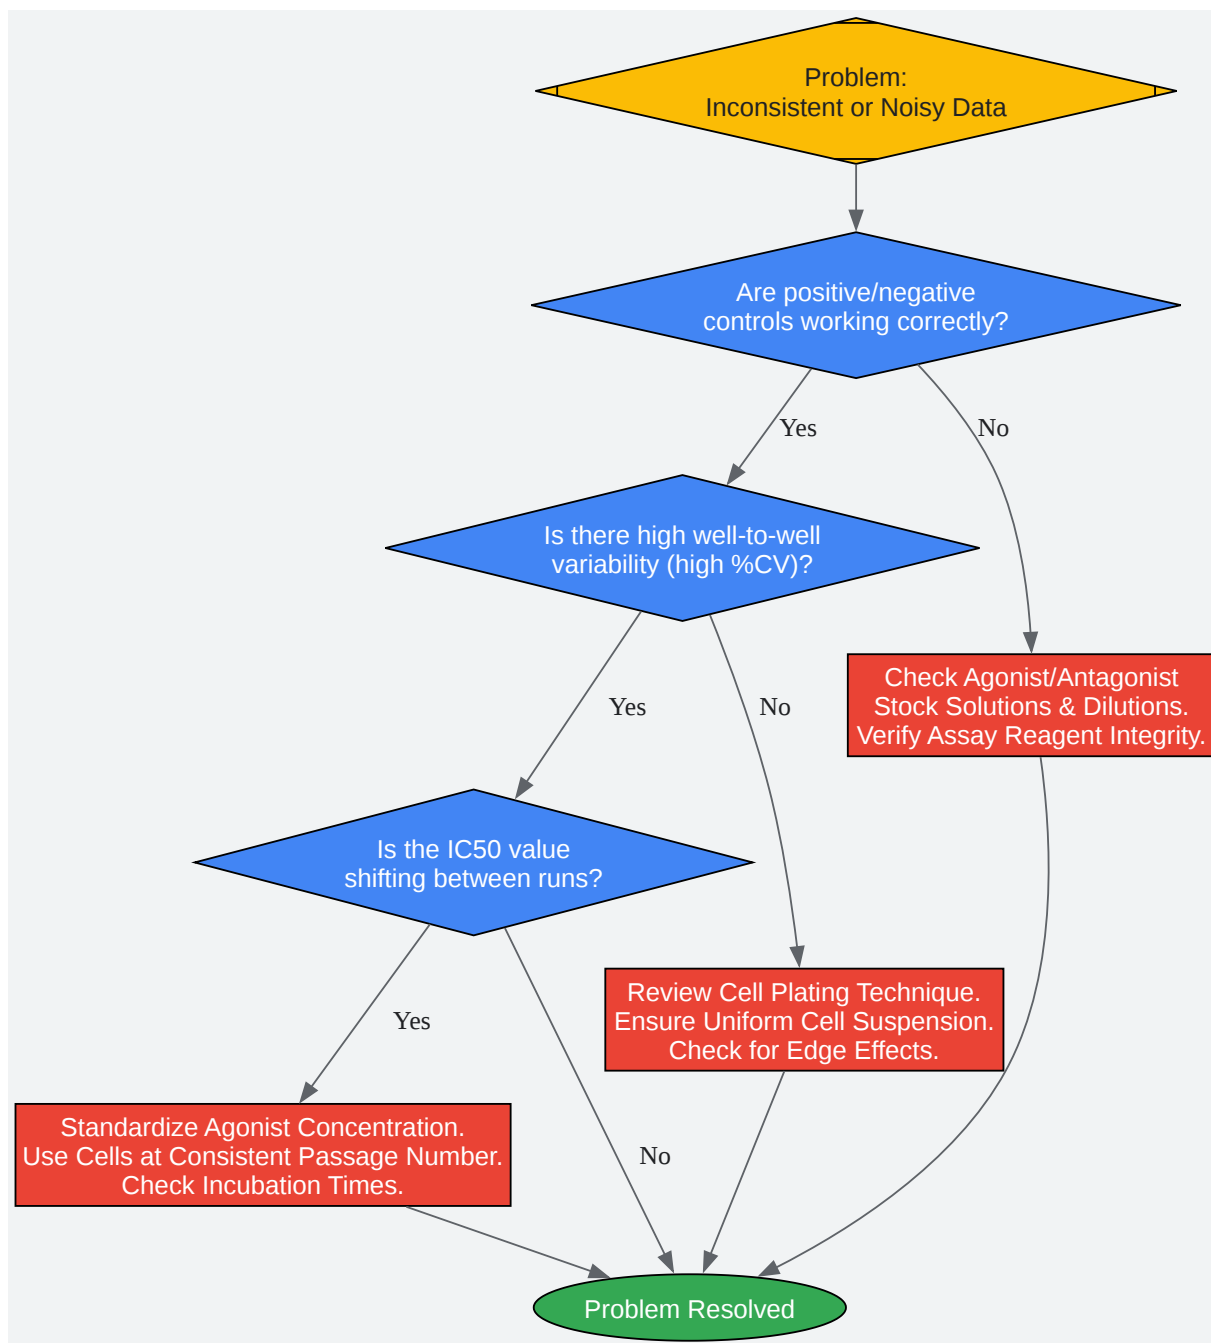 Problem:
Inconsistent or Noisy Data
Are positive/negative
controls working correctly?
Yes
No
Is there high well-to-well
variability (high %CV)?
Yes
No
Check Agonist/Antagonist
Stock Solutions & Dilutions.
Verify Assay Reagent Integrity.
Is the IC50 value
shifting between runs?
Yes
No
Review Cell Plating Technique.
Ensure Uniform Cell Suspension.
Check for Edge Effects.
Standardize Agonist Concentration.
Use Cells at Consistent Passage Number.
Check Incubation Times.
Problem Resolved